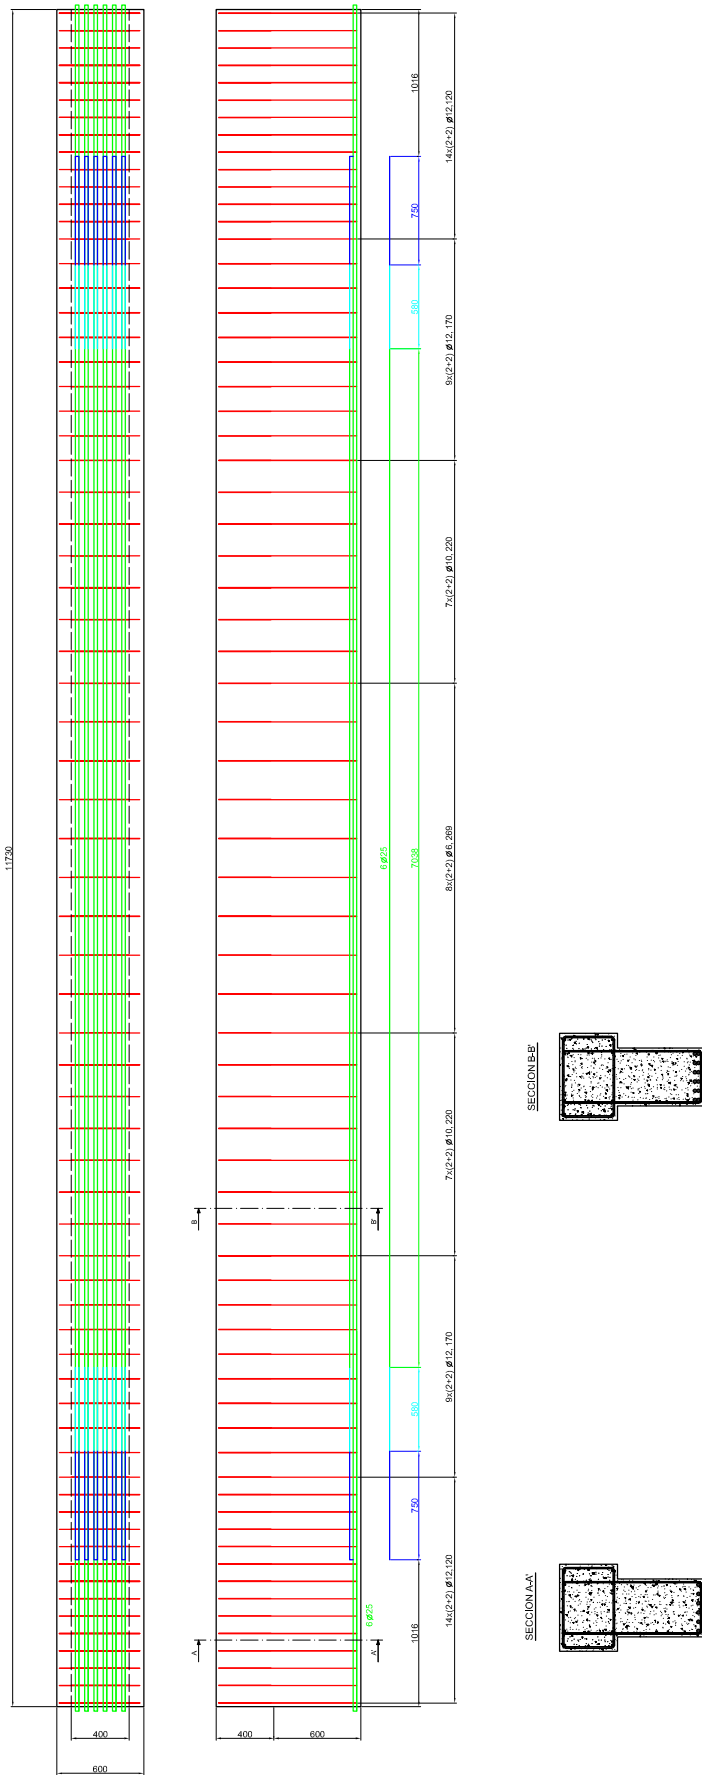 1016
14x(2+2) Ø12,120
750
580
9x(2+2) Ø12,170
7x(2+2) Ø10,220
11730
6 Ø25
7038
8x(2+2) Ø6,269
SECCION B-B'
7x(2+2) Ø10,220
B
B'
9x(2+2) Ø12,170
580
750
14x(2+2) Ø12,120
SECCION A-A'
6 Ø25
1016
A
A'
400
400
600
600